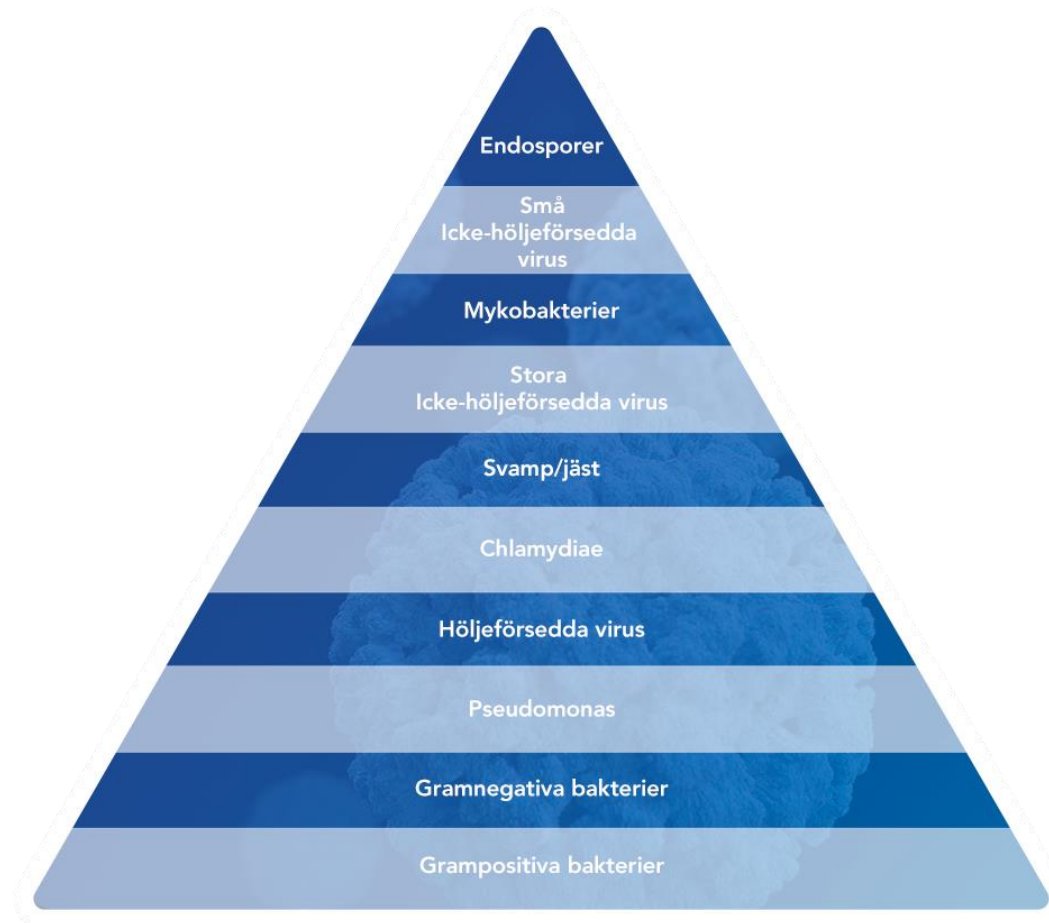 Endosporer
Små
Icke-höljeförsedda
virus
Mykobakterier
Stora
Icke-höljeförsedda virus
Svamp/jäst
Chlamydiae
Höljeförsedda virus
Pseudomonas
Gramnegativa bakterier
Grampositiva bakterier